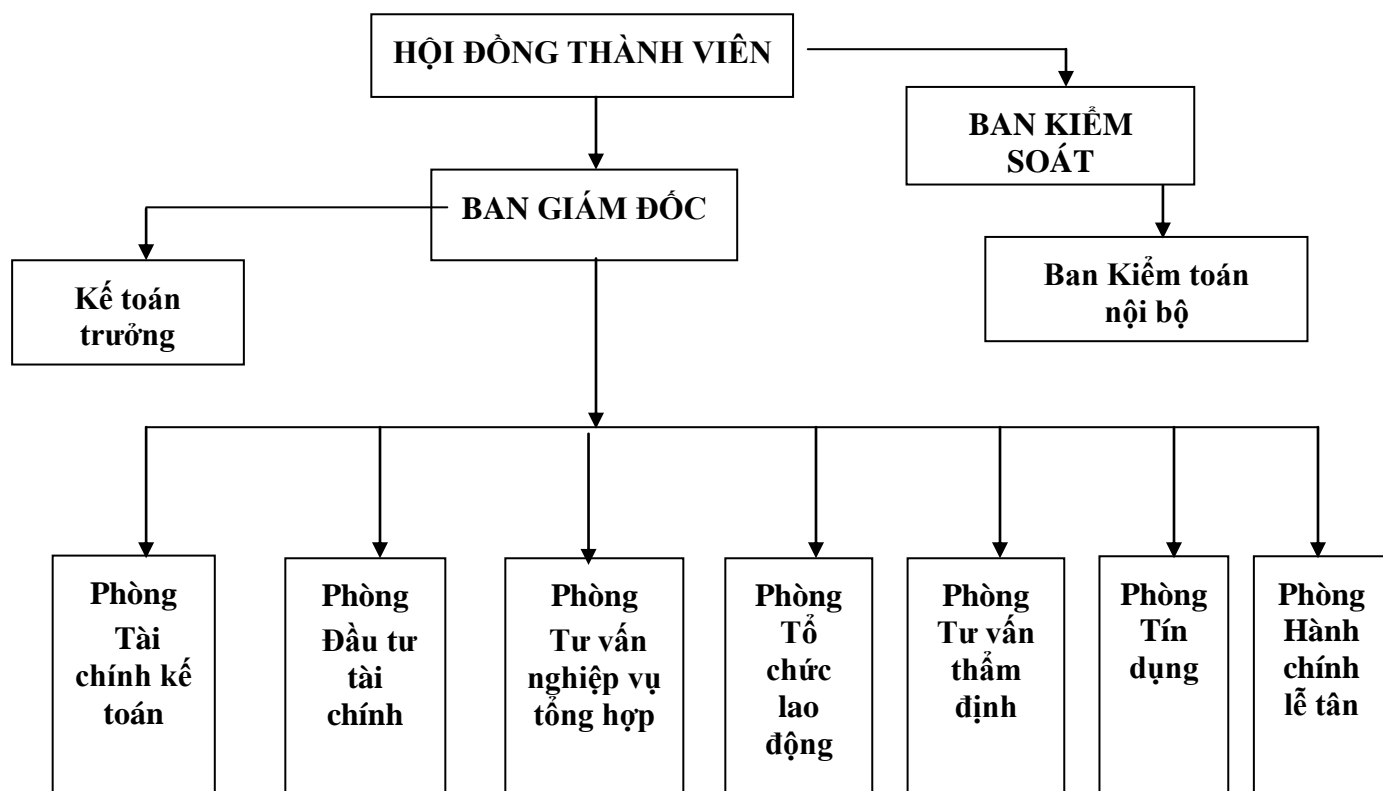 HỘI ĐỒNG THÀNH VIÊN
BAN KIỂM
SOÁT
BAN GIÁM ĐỐC
Kế toán
trưởng
Ban Kiểm toán
nội bộ
Phòng
Tài
chính kế
toán
Phòng
Đầu tư
tài
chính
Phòng
Tư vấn
nghiệp vụ
tổng hợp
Phòng
Tổ
chức
lao
động
Phòng
Tư vấn
thẩm
định
Phòng
Tín
dụng
Phòng
Hành
chính
lễ tân